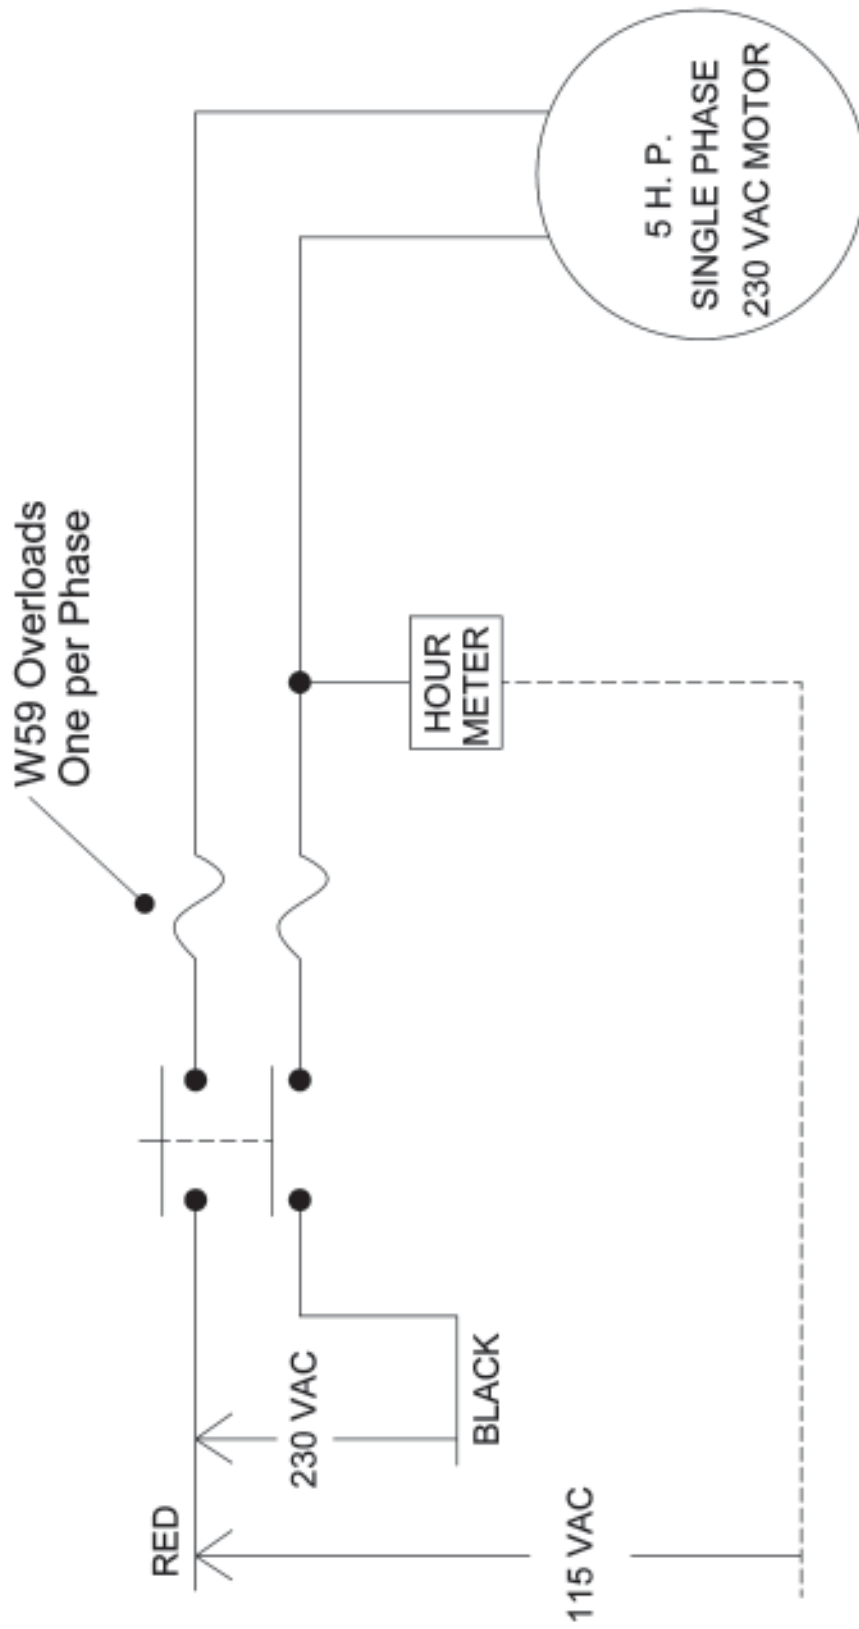 W59 Overloads
One per Phase
RED
230 VAC
BLACK
115 VAC
HOUR
METER
5 H. P.
SINGLE PHASE
230 VAC MOTOR